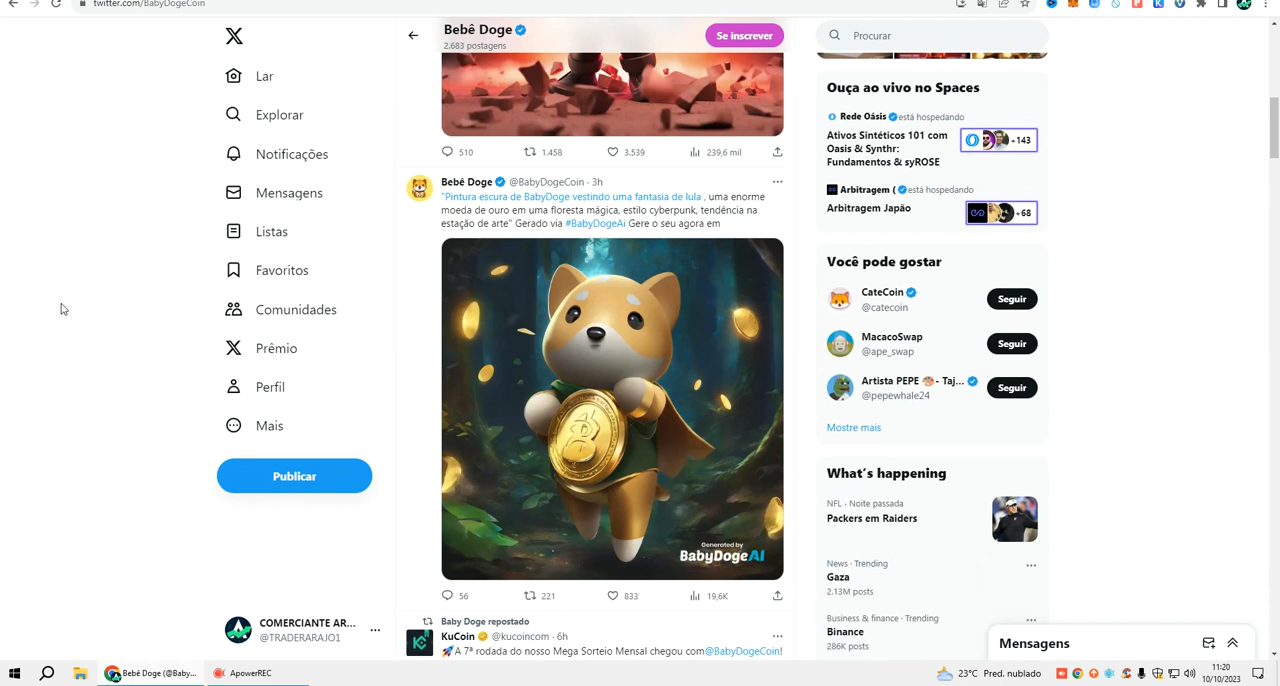 twitter.com/BabyDogeCoin
Lar
Explorar
Notificações
Mensagens
Listas
Favoritos
Comunidades
Prêmio
Perfil
Mais
Publicar
COMERCIANTE AR...
@TRADERARAJO1
Bebê Doge
2.683 postagens
Se inscrever
510
1.458
3.539
239,6 mil
Bebê Doge @BabyDogeCoin · 3h
"Pintura escura de BabyDoge vestindo uma fantasia de lula , uma enorme
moeda de ouro em uma floresta mágica, estilo cyberpunk, tendência na
estação de arte" Gerado via #BabyDogeAi Gere o seu agora em
Generated by
BABYDOGEAI
56
221
833
19,6K
Baby Doge repostado
KuCoin @kucoincom · 6h
🚀A 7ª rodada do nosso Mega Sorteio Mensal chegou com@BabyDogeCoin!
Procurar
Ouça ao vivo no Spaces
Rede Oásis está hospedando
Ativos Sintéticos 101 com
Oasis & Synthr:
Fundamentos & syROSE
+143
Arbitragem ( está hospedando
Arbitragem Japão
+68
Você pode gostar
CateCoin
@catecoin
Seguir
MacacoSwap
@ape_swap
Seguir
Artista PEPE - Taj...
@pepewhale24
Seguir
Mostre mais
What's happening
NFL · Noite passada
Packers em Raiders
News · Trending
Gaza
2.13M posts
Business & finance · Trending
Binance
286K posts
Mensagens
Bebê Doge (@Baby...
ApowerREC
23°C Pred. nublado
11:20
10/10/2023